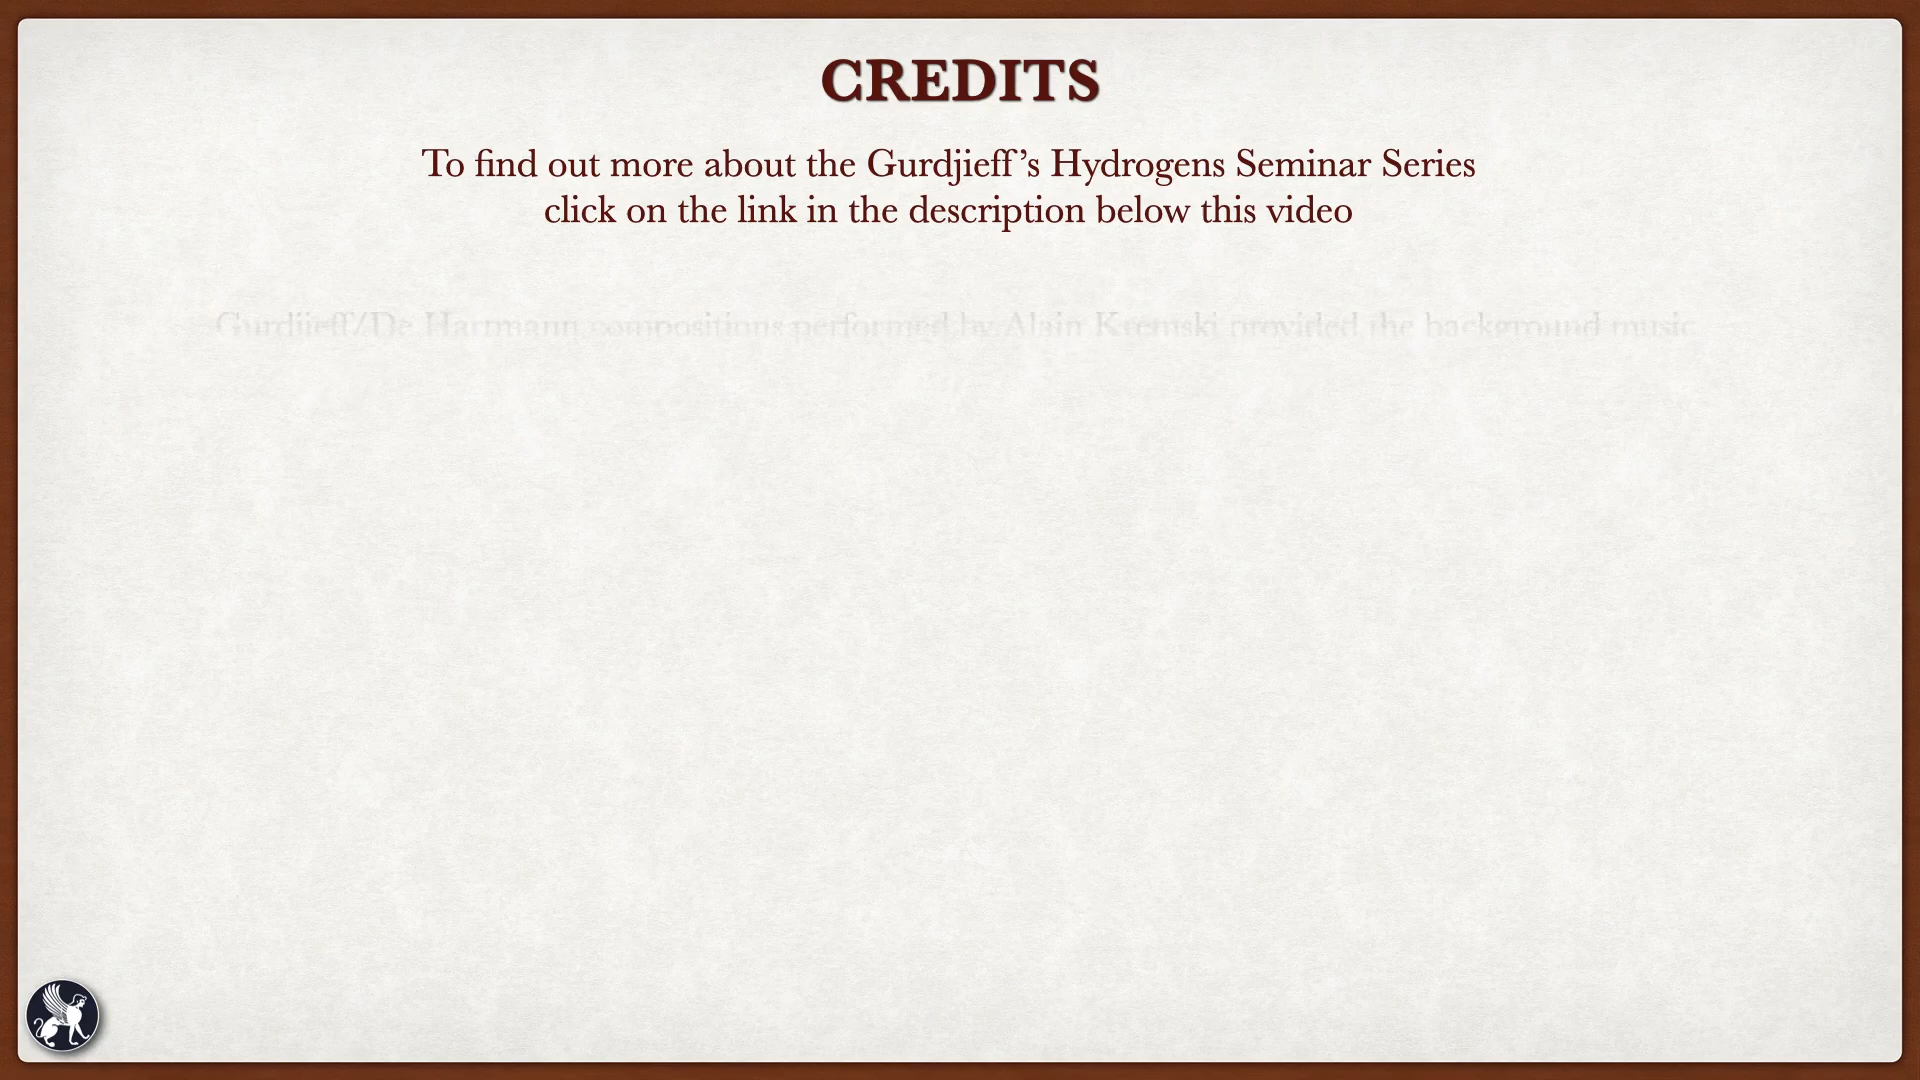 CREDITS
To find out more about the Gurdjieff’s Hydrogens Seminar Series
click on the link in the description below this video
Gurdjieff/De Hartmann compositions performed by Alain Kremski provided the background music